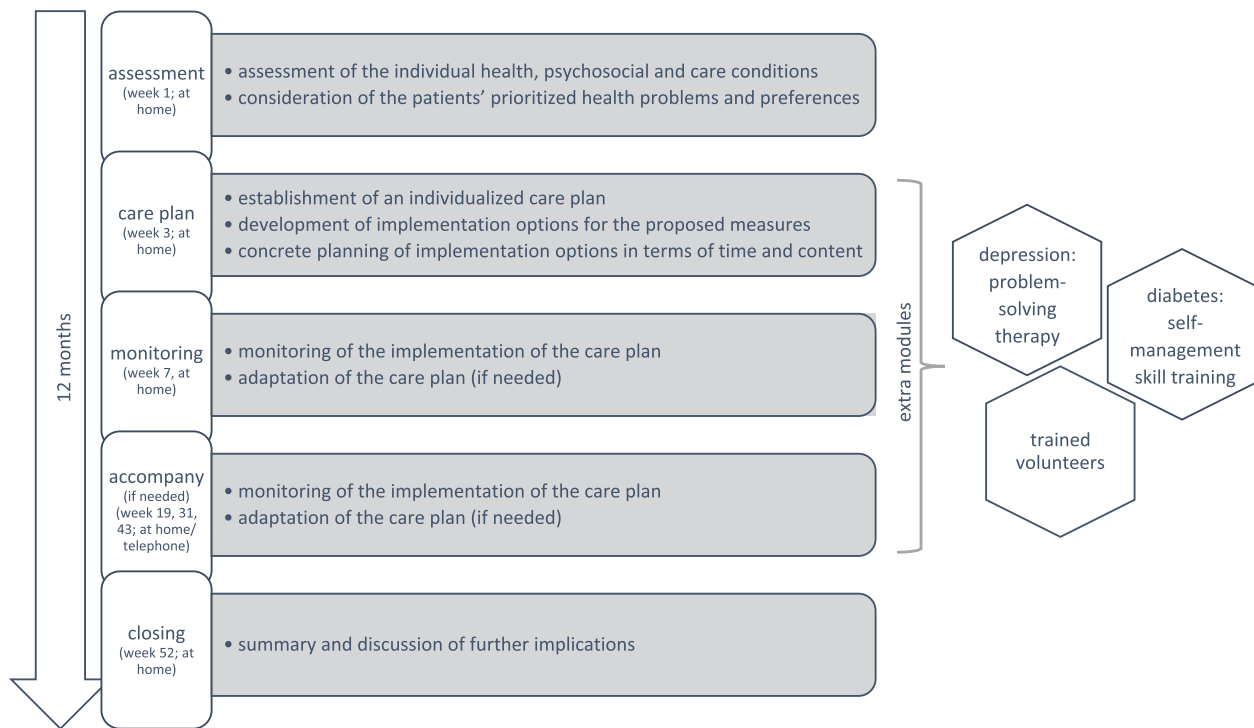 12 months
assessment
(week 1; at
home)
• assessment of the individual health, psychosocial and care conditions
• consideration of the patients’ prioritized health problems and preferences
care plan
(week 3; at
home)
• establishment of an individualized care plan
• development of implementation options for the proposed measures
• concrete planning of implementation options in terms of time and content
monitoring
(week 7, at
home)
• monitoring of the implementation of the care plan
• adaptation of the care plan (if needed)
accompany
(if needed)
(week 19, 31,
43; at home/
telephone)
• monitoring of the implementation of the care plan
• adaptation of the care plan (if needed)
closing
(week 52; at
home)
• summary and discussion of further implications
extra modules
depression:
problem-
solving
therapy
diabetes:
self-
management
skill training
trained
volunteers